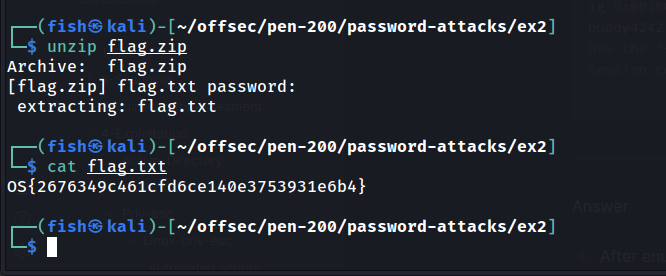 (fish㉿kali)-[~/offsec/pen-200/password-attacks/ex2]
$ unzip flag.zip
Archive:  flag.zip
[flag.zip] flag.txt password:
 extracting: flag.txt
(fish㉿kali)-[~/offsec/pen-200/password-attacks/ex2]
$ cat flag.txt
OS{2676349c461cfd6ce140e3753931e6b4}
(fish㉿kali)-[~/offsec/pen-200/password-attacks/ex2]
$
Answer